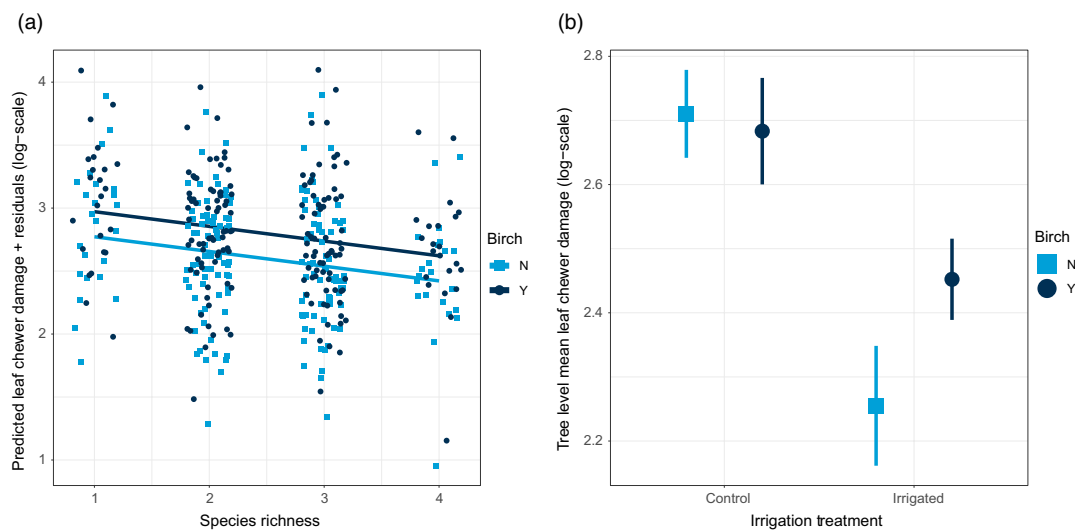 (a)
Predicted leaf chewer damage + residuals (log−scale)
4
3
2
1
1 2 3 4
Species richness
Birch
N
Y
(b)
Tree level mean leaf chewer damage (log−scale)
2.8
2.6
2.4
2.2
Control Irrigated
Irrigation treatment
Birch
N
Y